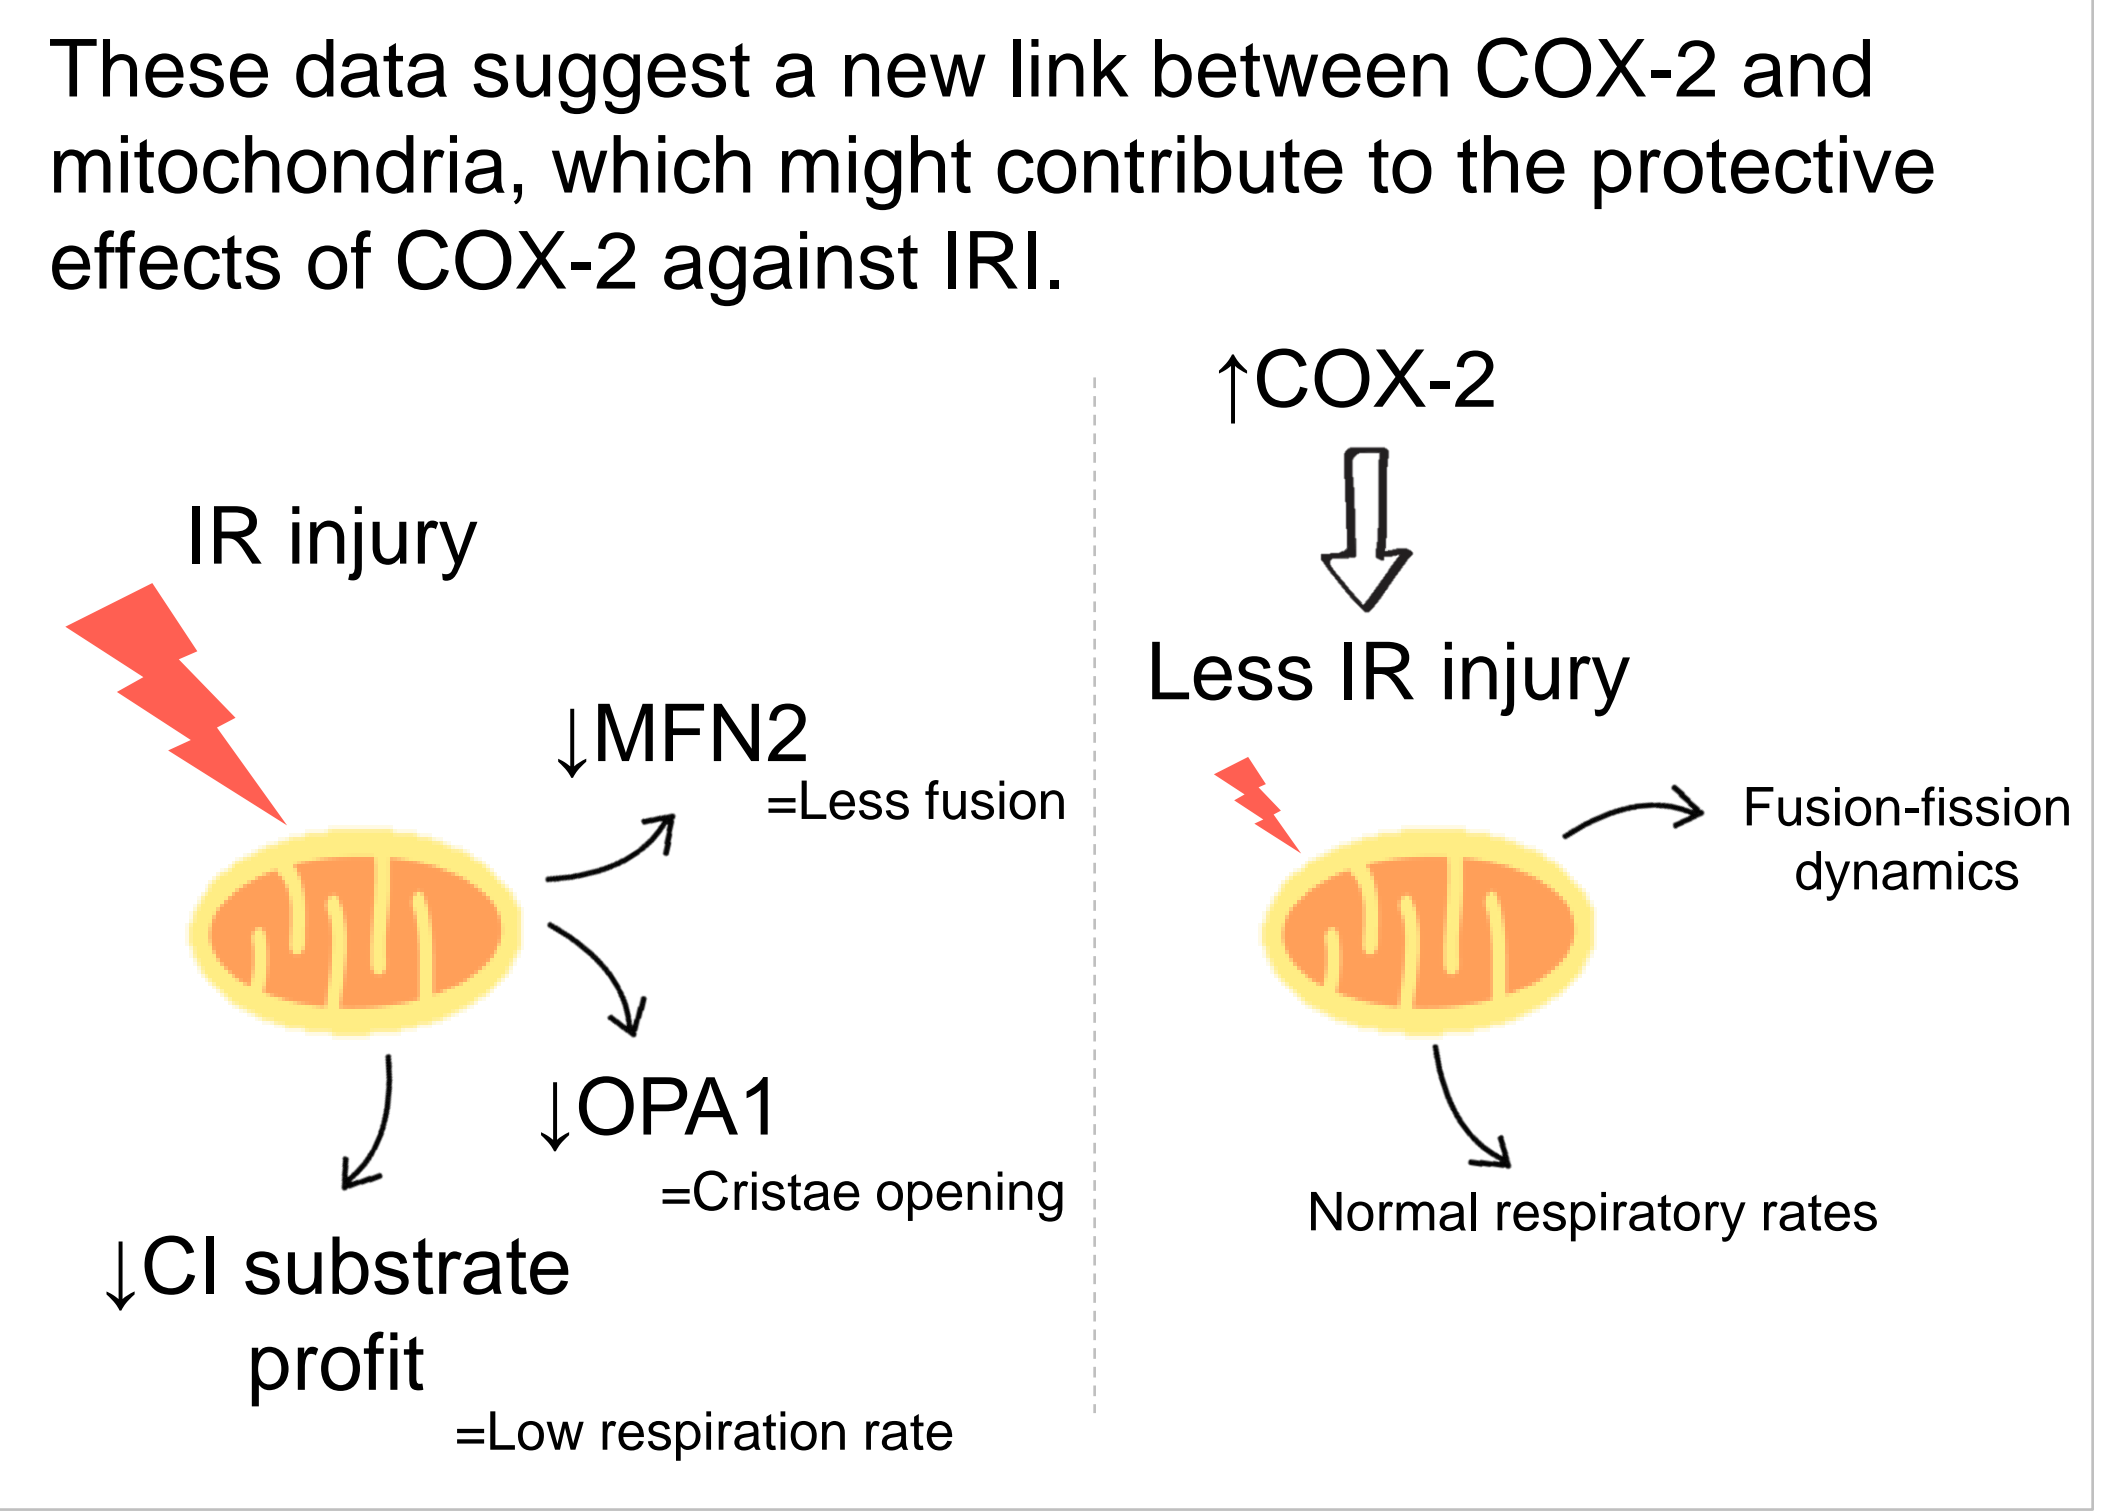 These data suggest a new link between COX-2 and
mitochondria, which might contribute to the protective
effects of COX-2 against IRI.
IR injury
↓MFN2
=Less fusion
↓OPA1
=Cristae opening
↓CI substrate
profit
=Low respiration rate
↑COX-2
Less IR injury
Fusion-fission
dynamics
Normal respiratory rates